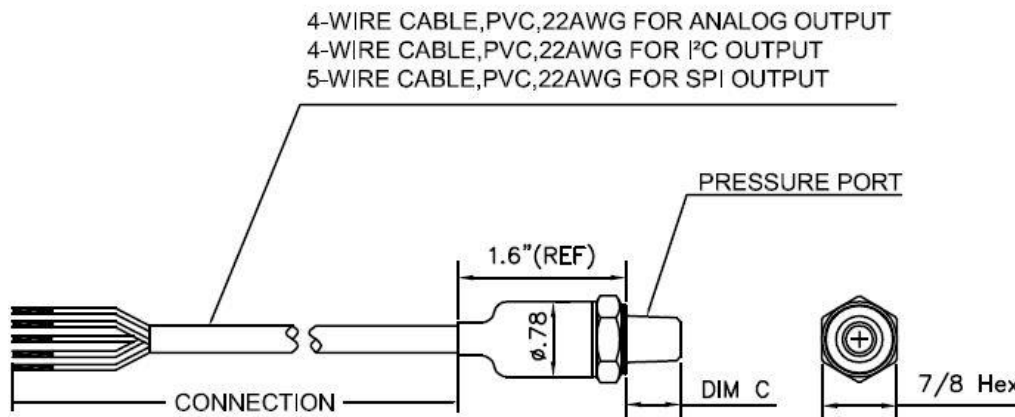 4-WIRE CABLE,PVC,22AWG FOR ANALOG OUTPUT
4-WIRE CABLE,PVC,22AWG FOR I²C OUTPUT
5-WIRE CABLE,PVC,22AWG FOR SPI OUTPUT
PRESSURE PORT
1.6"(REF)
ø.78
DIM C
7/8 Hex
CONNECTION